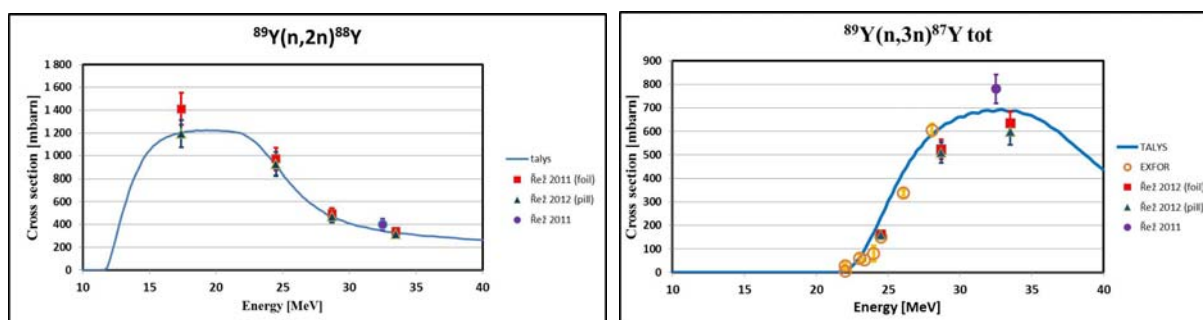 ⁸⁹Y(n,2n)⁸⁸Y
Cross section [mbarn]
1 800
1 600
1 400
1 200
1 000
800
600
400
200
0
10 15 20 25 30 35 40
Energy [MeV]
talys
Řež 2011 (foil)
Řež 2012 (pill)
Řež 2011
⁸⁹Y(n,3n)⁸⁷Y tot
Cross section [mbarn]
900
800
700
600
500
400
300
200
100
0
10 15 20 25 30 35 40
Energy [MeV]
TALYS
EXFOR
Řež 2012 (foil)
Řež 2012 (pill)
Řež 2011